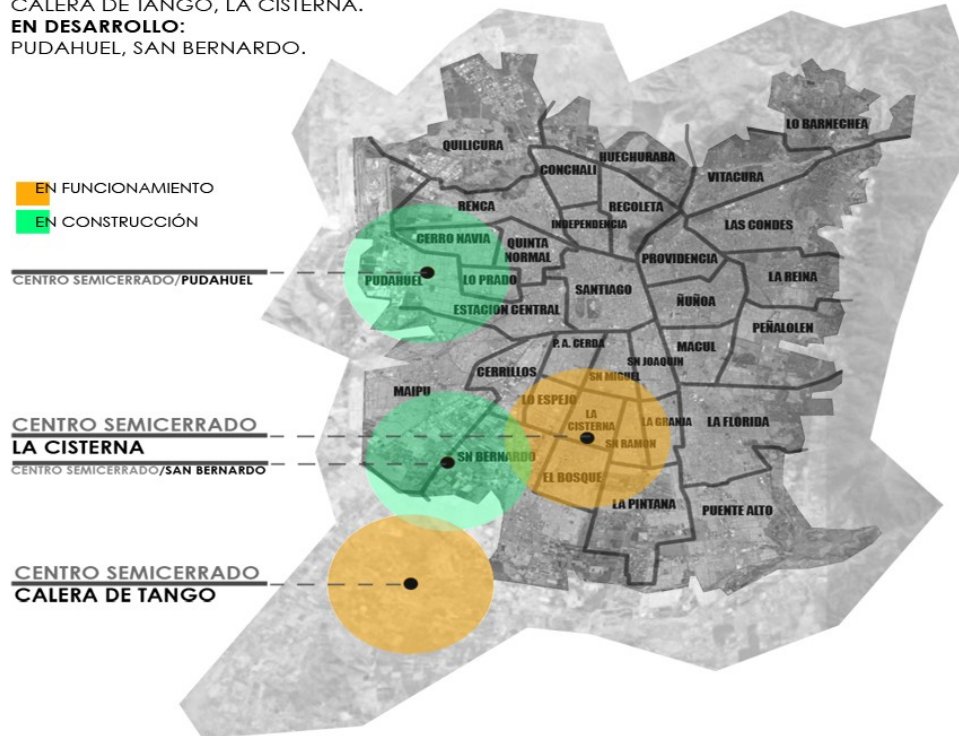 CALERA DE TANGO, LA CISTERNA.
EN DESARROLLO:
PUDAHUEL, SAN BERNARDO.
EN FUNCIONAMIENTO
EN CONSTRUCCIÓN
CENTRO SEMICERRADO/PUDAHUEL
CENTRO SEMICERRADO
LA CISTERNA
CENTRO SEMICERRADO/SAN BERNARDO
CENTRO SEMICERRADO
CALERA DE TANGO
LO BARNECHEA
QUILICURA
HUECHURABA
CONCHALI
VITACURA
RENCA
RECOLETA
INDEPENDENCIA
LAS CONDES
CERRO NAVIA
QUINTA
NORMAL
PROVIDENCIA
PUDAHUEL
LO PRADO
SANTIAGO
LA REINA
ÑUÑOA
ESTACION CENTRAL
PEÑALOLEN
P. A. CERDA
MACUL
SN JOAQUIN
CERRILLOS
SN MIGUEL
MAIPU
LO ESPEJO
LA
CISTERNA
LA GRANJA
LA FLORIDA
SN RAMON
SN BERNARDO
EL BOSQUE
LA PINTANA
PUENTE ALTO